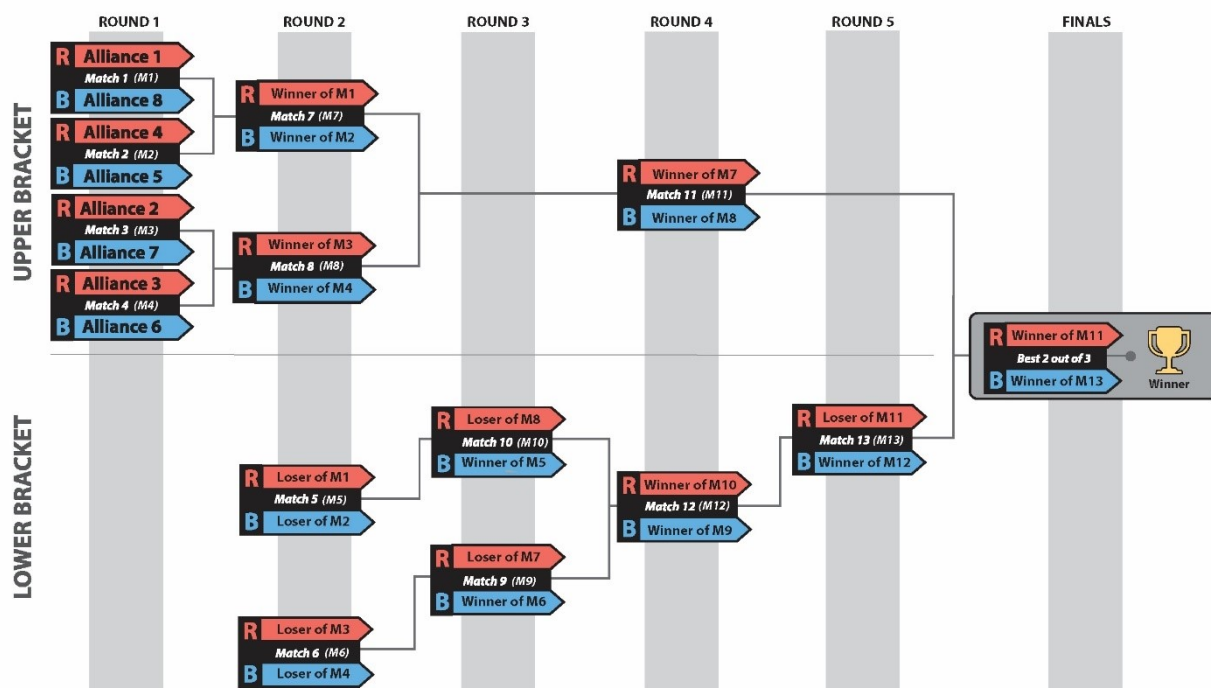 ROUND 1
ROUND 2
ROUND 3
ROUND 4
ROUND 5
FINALS
UPPER BRACKET
R Alliance 1
Match 1 (M1)
B Alliance 8
R Alliance 4
Match 2 (M2)
B Alliance 5
R Alliance 2
Match 3 (M3)
B Alliance 7
R Alliance 3
Match 4 (M4)
B Alliance 6
R Winner of M1
Match 7 (M7)
B Winner of M2
R Winner of M3
Match 8 (M8)
B Winner of M4
R Winner of M7
Match 11 (M11)
B Winner of M8
R Winner of M11
Best 2 out of 3
B Winner of M13
Winner
LOWER BRACKET
R Loser of M1
Match 5 (M5)
B Loser of M2
R Loser of M3
Match 6 (M6)
B Loser of M4
R Loser of M8
Match 10 (M10)
B Winner of M5
R Loser of M7
Match 9 (M9)
B Winner of M6
R Winner of M10
Match 12 (M12)
B Winner of M9
R Loser of M11
Match 13 (M13)
B Winner of M12